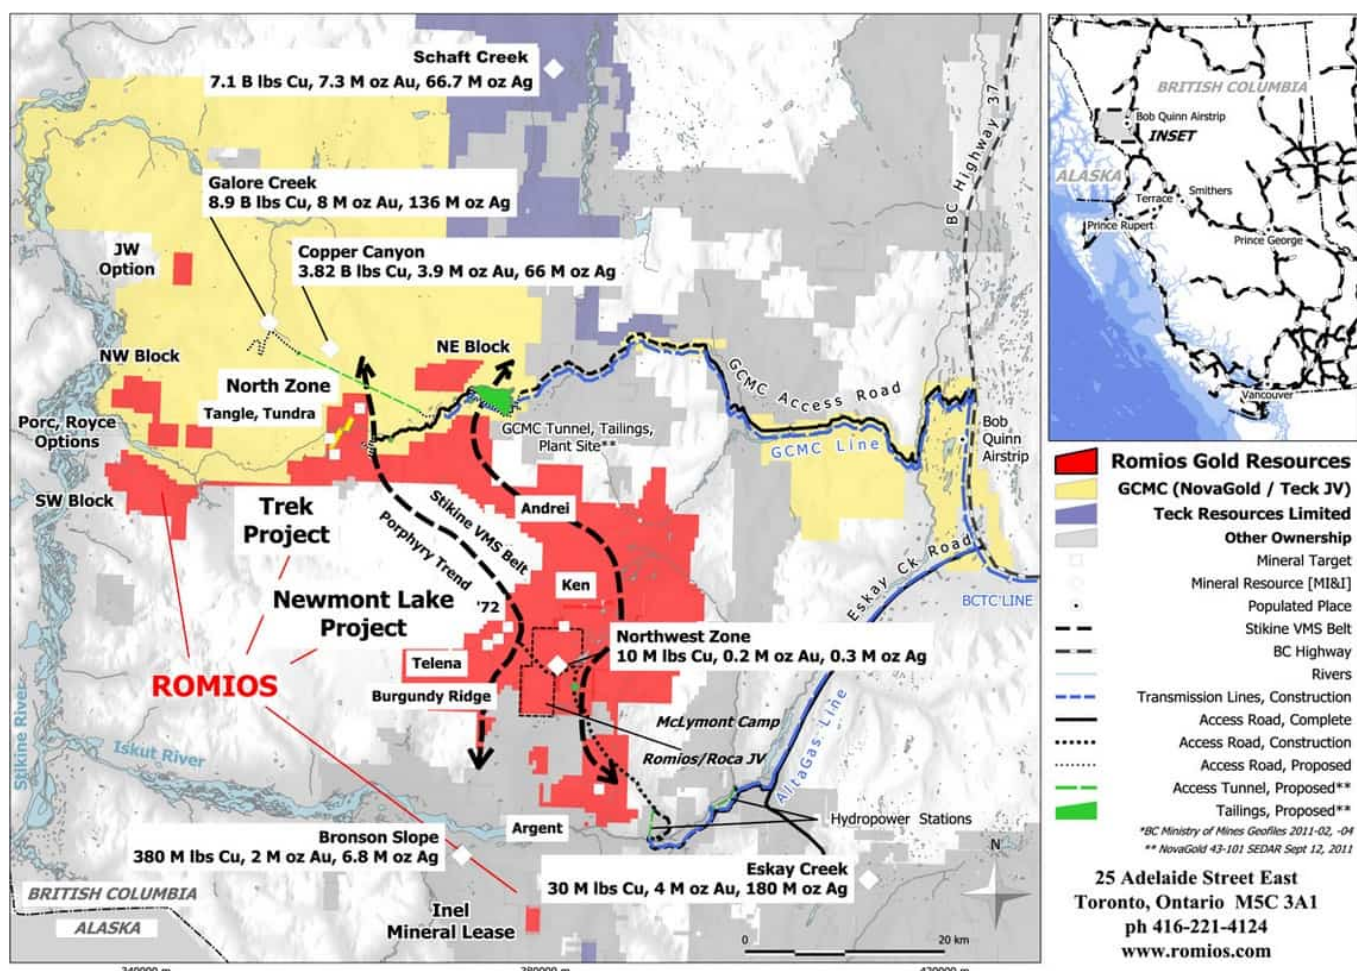 Schaft Creek
7.1 B lbs Cu, 7.3 M oz Au, 66.7 M oz Ag
Galore Creek
8.9 B lbs Cu, 8 M oz Au, 136 M oz Ag
Copper Canyon
3.82 B lbs Cu, 3.9 M oz Au, 66 M oz Ag
JW
Option
NW Block
North Zone
Tangle, Tundra
NE Block
Porc, Royce
Options
SW Block
GCMC Tunnel, Tailings,
Plant Site**
GCMC Access Road
GCMC Line
BC Highway 37
Bob
Quinn
Airstrip
Trek
Project
Stikine VMS Belt
Porphyry Trend
Andrei
Ken
'72
Newmont Lake
Project
Eskay Ck Road
BCTC LINE
Northwest Zone
10 M lbs Cu, 0.2 M oz Au, 0.3 M oz Ag
Telena
Burgundy Ridge
ROMIOS
McLymont Camp
Romios/Roca JV
AltaGas Line
Stikine River
Iskut River
Hydropower Stations
Argent
Bronson Slope
380 M lbs Cu, 2 M oz Au, 6.8 M oz Ag
Eskay Creek
30 M lbs Cu, 4 M oz Au, 180 M oz Ag
BRITISH COLUMBIA
ALASKA
Inel
Mineral Lease
N
0
20 km
340000 m
380000 m
420000 m
BRITISH COLUMBIA
Bob Quinn
Airstrip
INSET
ALASKA
Smithers
Terrace
Prince Rupert
Prince George
Vancouver
Romios Gold Resources
GCMC (NovaGold / Teck JV)
Teck Resources Limited
Other Ownership
Mineral Target
Mineral Resource [MI&I]
Populated Place
Stikine VMS Belt
BC Highway
Rivers
Transmission Lines, Construction
Access Road, Complete
Access Road, Construction
Access Road, Proposed
Access Tunnel, Proposed**
Tailings, Proposed**
*BC Ministry of Mines Geofiles 2011-02, -04
** NovaGold 43-101 SEDAR Sept 12, 2011
25 Adelaide Street East
Toronto, Ontario M5C 3A1
ph 416-221-4124
www.romios.com